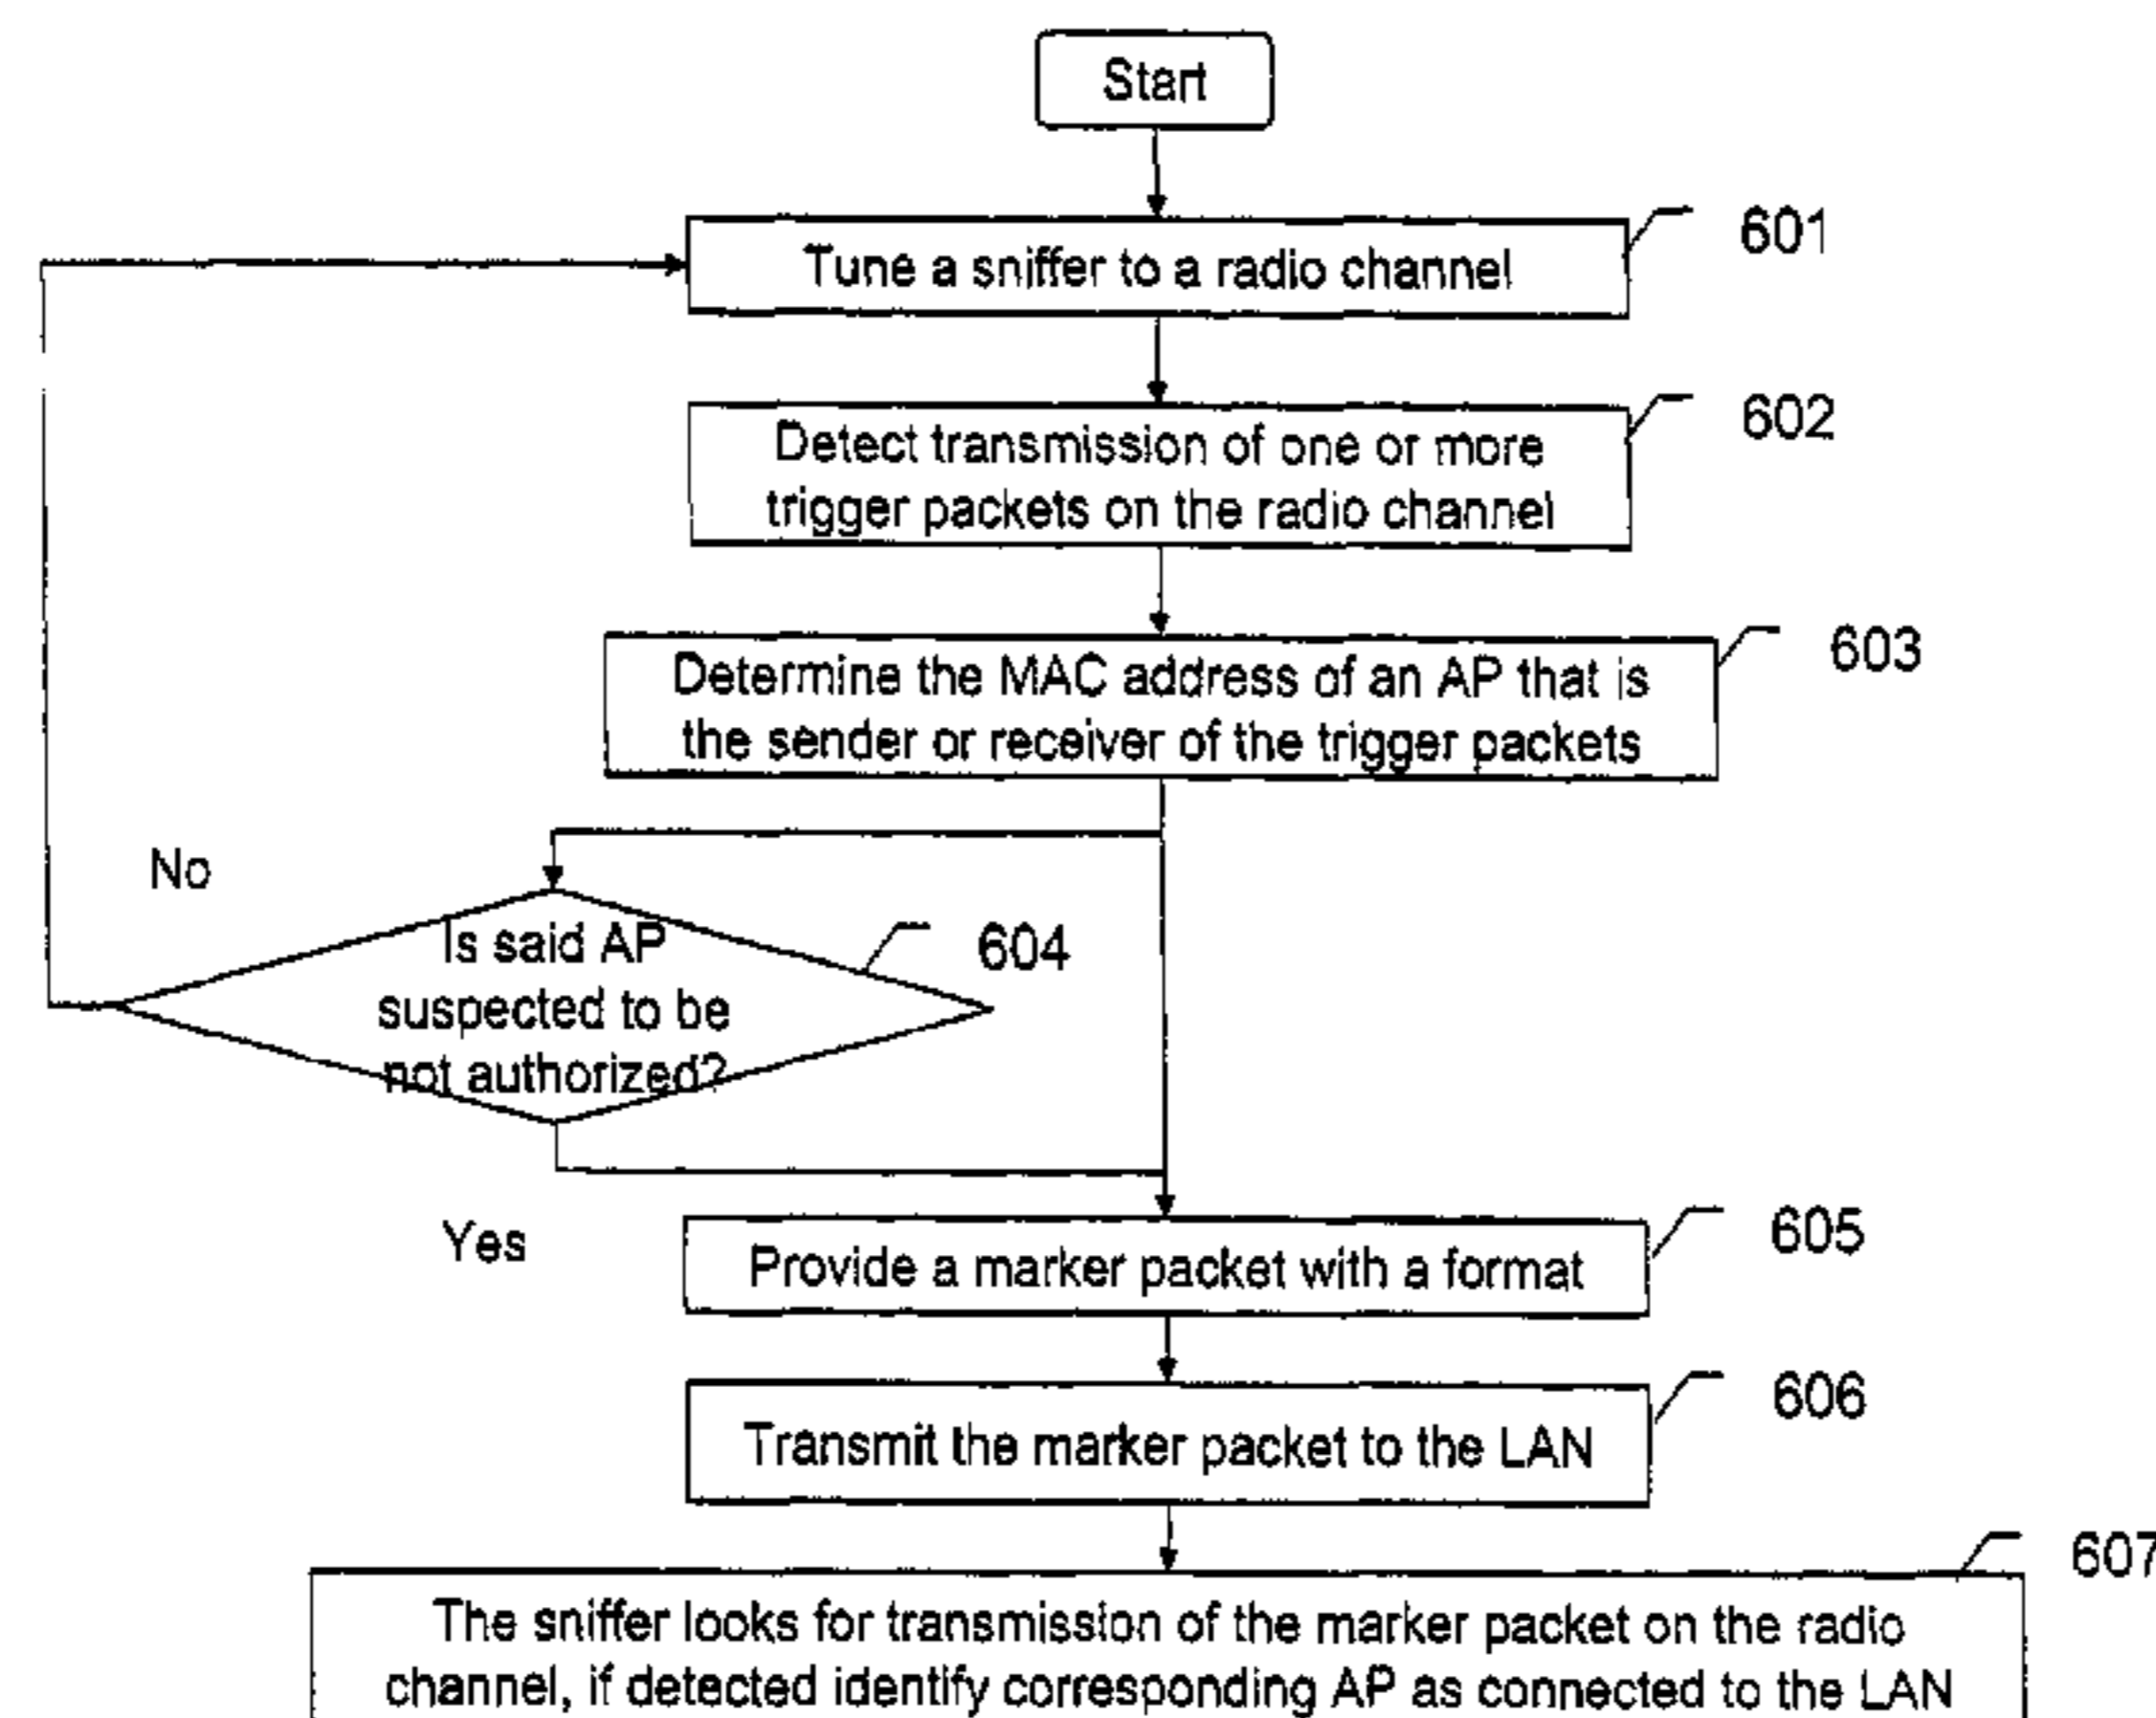 Start
601
Tune a sniffer to a radio channel
602
Detect transmission of one or more
trigger packets on the radio channel
603
Determine the MAC address of an AP that is
the sender or receiver of the trigger packets
No
604
Is said AP
suspected to be
not authorized?
Yes
605
Provide a marker packet with a format
606
Transmit the marker packet to the LAN
607
The sniffer looks for transmission of the marker packet on the radio
channel, if detected identify corresponding AP as connected to the LAN